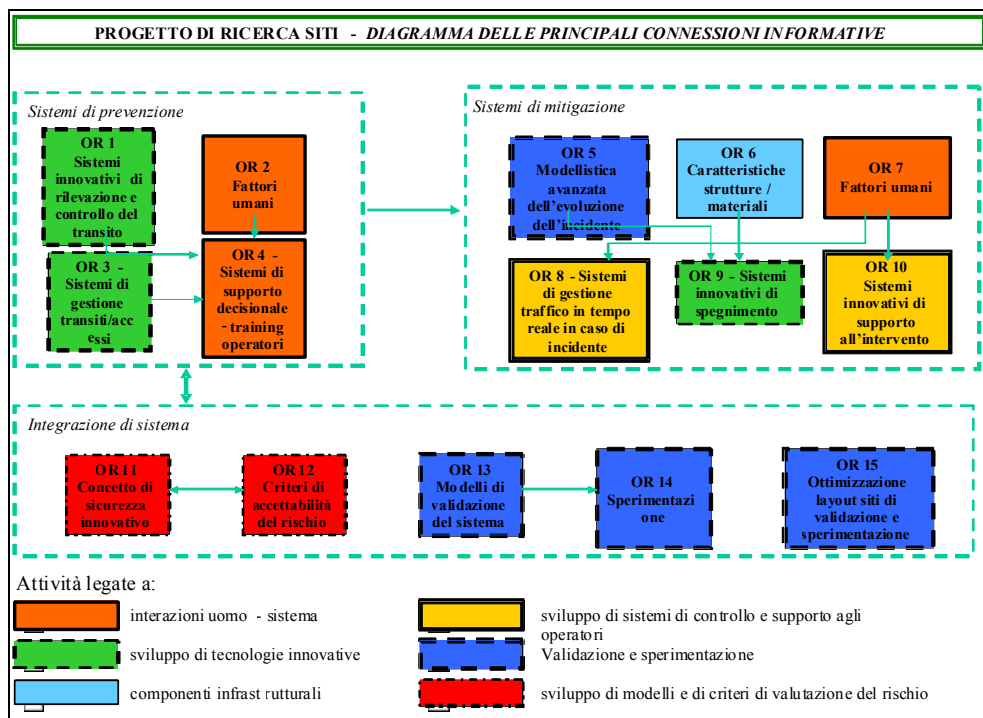 PROGETTO DI RICERCA SITI - DIAGRAMMA DELLE PRINCIPALI CONNESSIONI INFORMATIVE
Sistemi di prevenzione
OR 1
Sistemi
innovativi di
rilevazione e
controllo del
transito
OR 2
Fattori
umani
OR 3 -
Sistemi di
gestione
transiti/acc
essi
OR 4 -
Sistemi di
supporto
decisionale
- training
operatori
Sistemi di mitigazione
OR 5
Modellistica
avanzata
dell'evoluzione
dell'incidente
OR 6
Caratteristiche
strutture /
materiali
OR 7
Fattori umani
OR 8 - Sistemi
di gestione
traffico in tempo
reale in caso di
incidente
OR 9 - Sistemi
innovativi di
spegnimento
OR 10
Sistemi
innovativi di
supporto
all'intervento
Integrazione di sistema
OR 11
Concetto di
sicurezza
innovativo
OR 12
Criteri di
accettabilità
del rischio
OR 13
Modelli di
validazione
del sistema
OR 14
Sperimentazi
one
OR 15
Ottimizzazione
layout siti di
validazione e
sperimentazione
Attività legate a:
interazioni uomo - sistema
sviluppo di tecnologie innovative
componenti infrastrutturali
sviluppo di sistemi di controllo e supporto agli
operatori
Validazione e sperimentazione
sviluppo di modelli e di criteri di valutazione del rischio